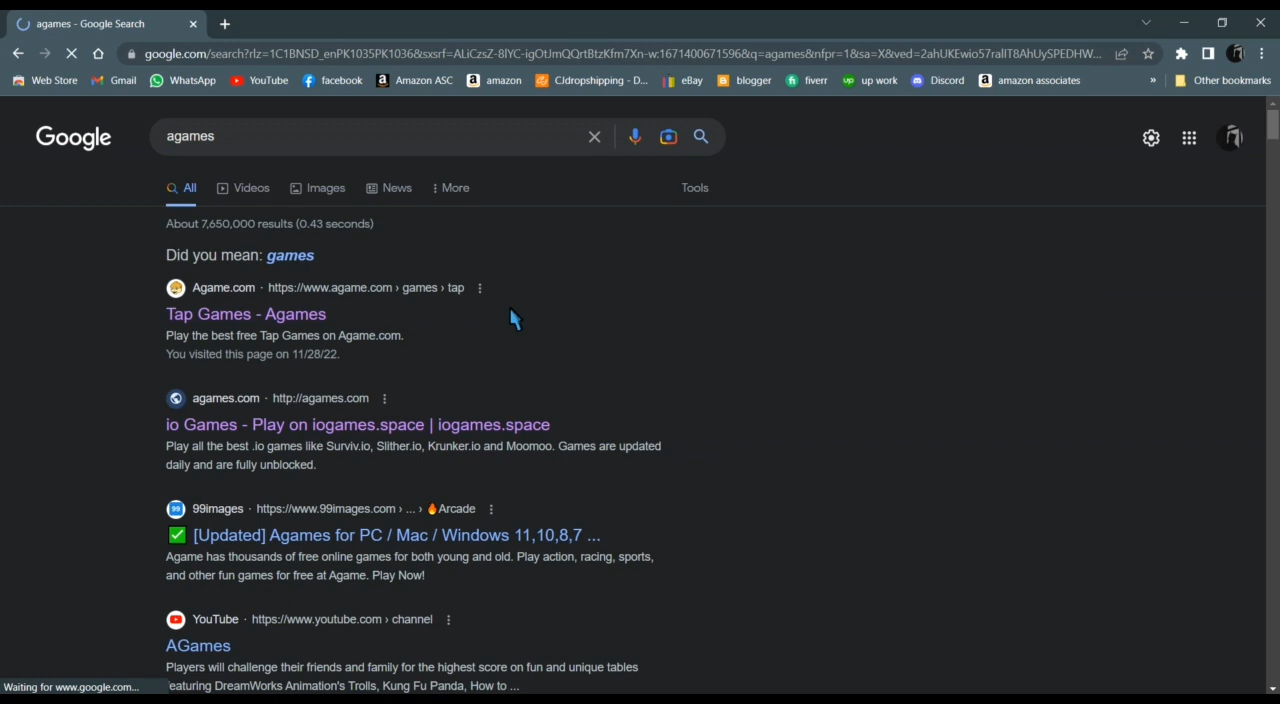 agames - Google Search
google.com/search?rlz=1C1BNSD_enPK1035PK1036&sxsrf=ALiCzsZ-8lYC-igOtUmQQrtBtzKfm7Xn-w:1671400671596&q=agames&nfpr=1&sa=X&ved=2ahUKEwio57rallT8AhUySPEDHW...
Web Store Gmail WhatsApp YouTube facebook Amazon ASC amazon CJdropshipping - D... eBay blogger fiverr up work Discord amazon associates » Other bookmarks
Google agames
All Videos Images News More Tools
About 7,650,000 results (0.43 seconds)
Did you mean: games
Agame.com · https://www.agame.com › games › tap
Tap Games - Agames
Play the best free Tap Games on Agame.com.
You visited this page on 11/28/22.
agames.com · http://agames.com
io Games - Play on iogames.space | iogames.space
Play all the best .io games like Surviv.io, Slither.io, Krunker.io and Moomoo. Games are updated
daily and are fully unblocked.
99images · https://www.99images.com › ... › 🔥Arcade
✅ [Updated] Agames for PC / Mac / Windows 11,10,8,7 ...
Agame has thousands of free online games for both young and old. Play action, racing, sports,
and other fun games for free at Agame. Play Now!
YouTube · https://www.youtube.com › channel
AGames
Players will challenge their friends and family for the highest score on fun and unique tables
featuring DreamWorks Animation's Trolls, Kung Fu Panda, How to ...
Waiting for www.google.com...